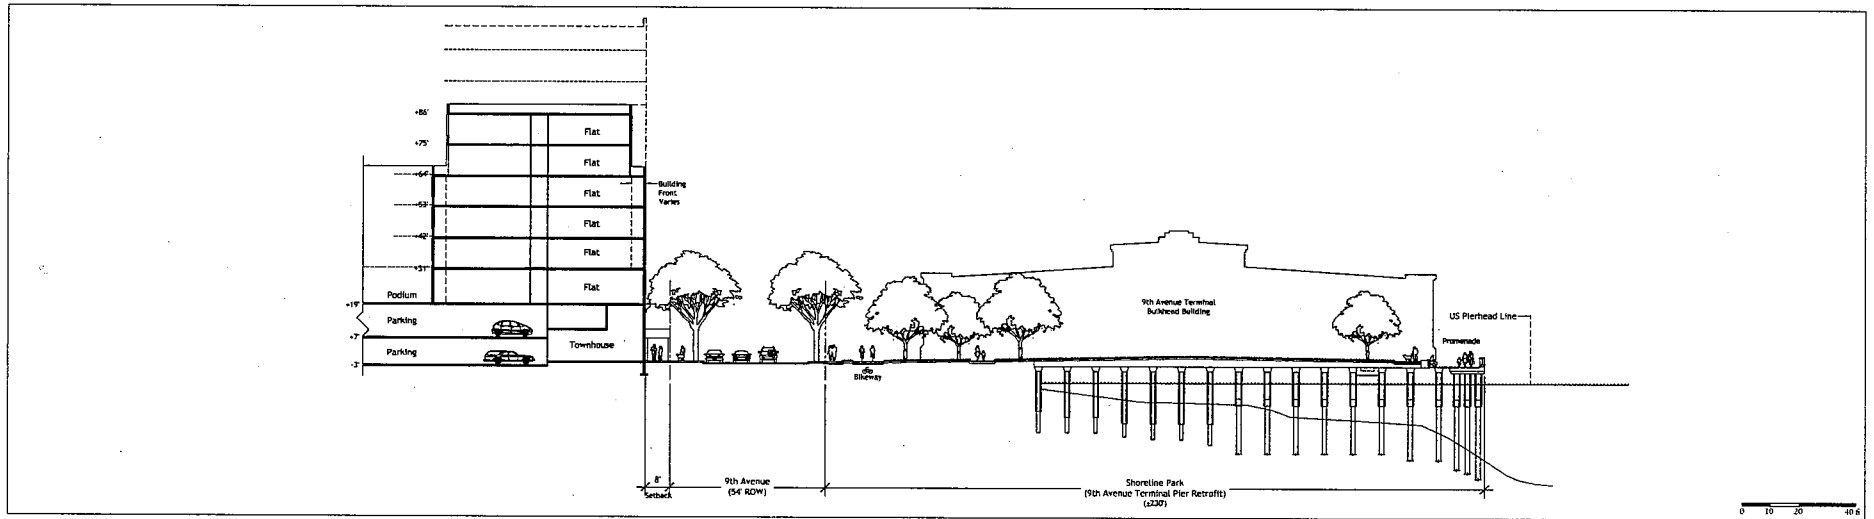 +86'
Flat
+75'
Flat
+64'
Flat
Building
Front
Varies
+53'
Flat
+42'
Flat
+31'
Flat
Podium
+19'
Parking
+7'
Parking
Townhouse
-3'
9th Avenue Terminal
Bulkhead Building
US Pierhead Line
Promenade
Bikeway
8'
Setback
9th Avenue
(54' ROW)
Shoreline Park
(9th Avenue Terminal Pier Retrofit)
(±230')
0 10 20 40 ft